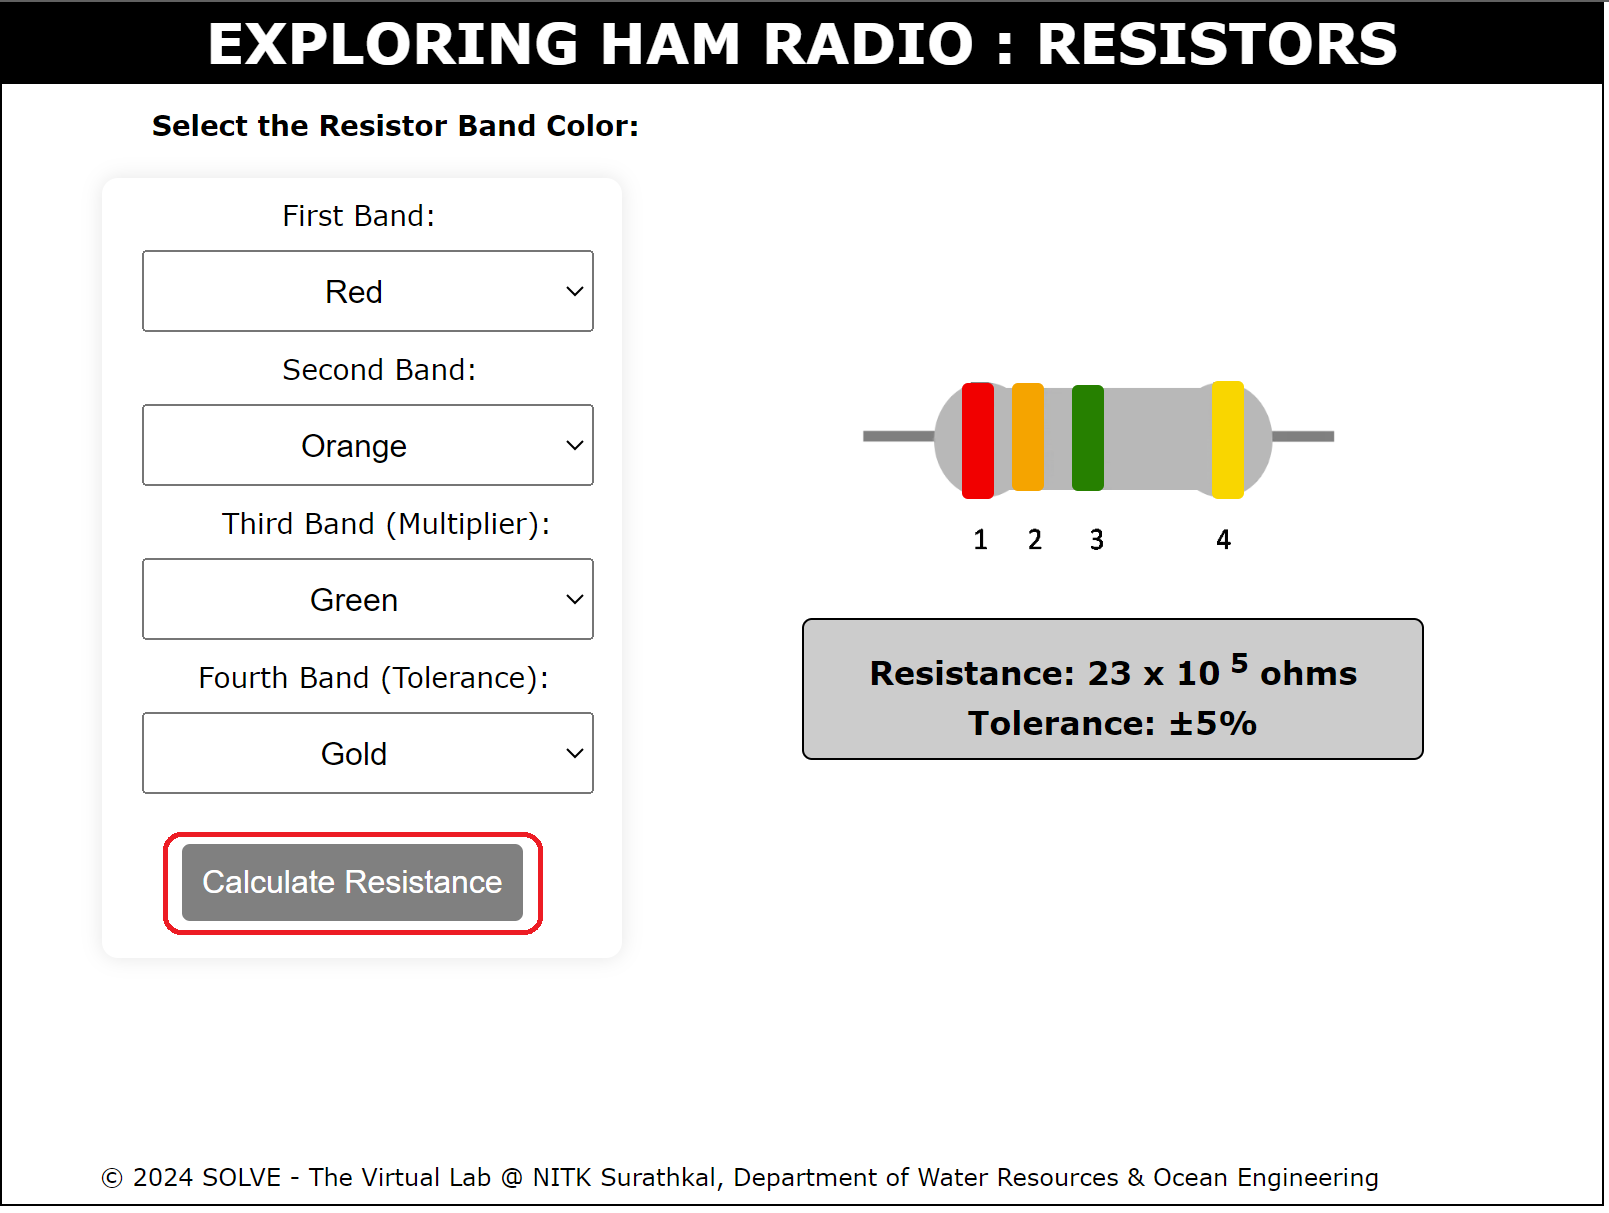 EXPLORING HAM RADIO : RESISTORS
Select the Resistor Band Color:
First Band:
Red
Second Band:
Orange
Third Band (Multiplier):
Green
Fourth Band (Tolerance):
Gold
Calculate Resistance
1 2 3 4
Resistance: 23 x 10 ⁵ ohms
Tolerance: ±5%
© 2024 SOLVE - The Virtual Lab @ NITK Surathkal, Department of Water Resources & Ocean Engineering